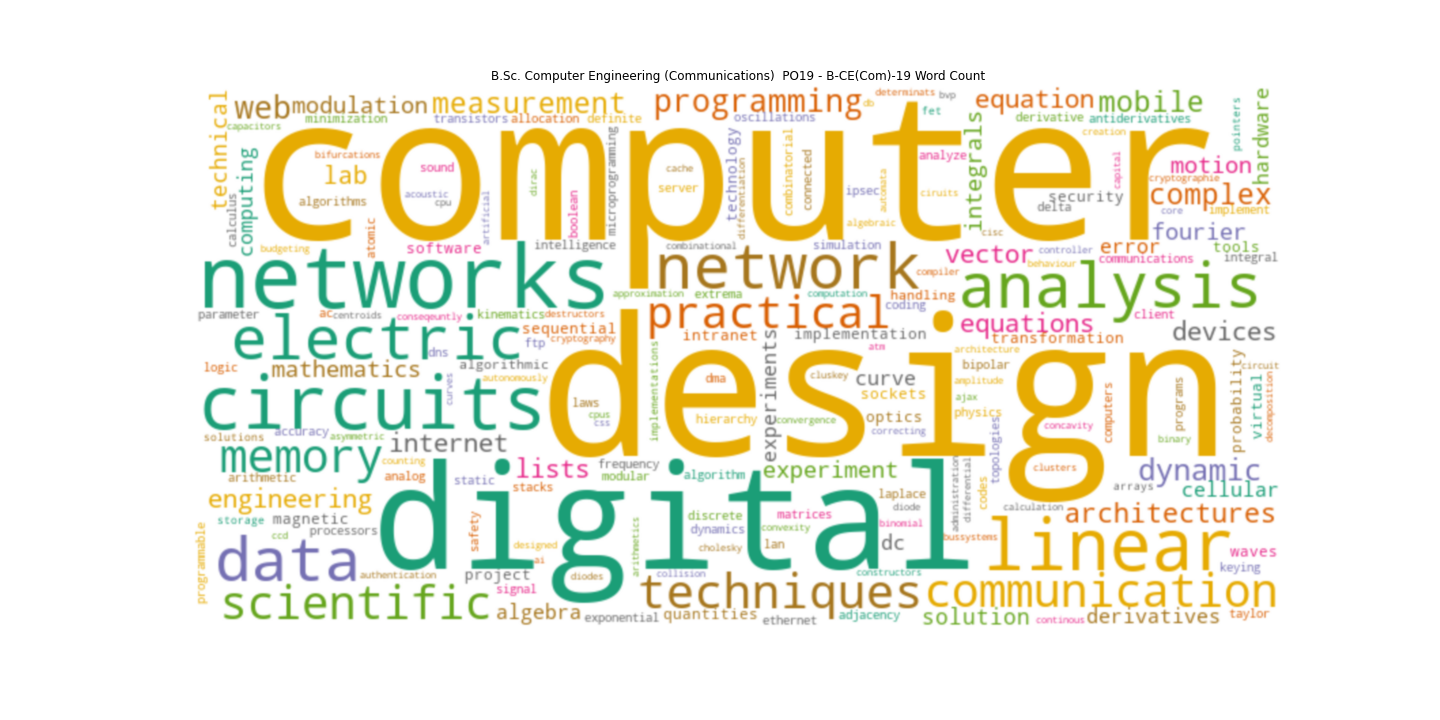 B.Sc. Computer Engineering (Communications)  PO19 - B-CE(Com)-19 Word Count
computer
design
digital
networks
network
analysis
electric
circuits
practical
linear
data
memory
scientific
techniques
communication
technical
web
modulation
measurement
programming
equation
mobile
hardware
capacitors
minimization
transistors
allocation
definite
db
determinats
bvp
fet
oscillations
derivative
antiderivatives
pointers
creation
bifurcations
lab
sound
computing
calculus
algorithms
acoustic
cpu
artificial
dirac
boolean
microprogramming
cache
server
technology
differentiation
combinatorial
connected
ipsec
automata
algebraic
analyze
ciruits
integrals
cisc
security
delta
capital
motion
cryptographie
complex
core
implement
fourier
budgeting
atomic
software
intelligence
combinational
simulation
vector
controller
error
communications
behaviour
tools
integral
compiler
parameter
ac
centroids
conseqeuntly
kinematics
destructors
approximation
extrema
computation
handling
coding
client
sequential
cryptography
intranet
implementation
equations
transformation
devices
dns
ftp
atm
architecture
logic
mathematics
algorithmic
autonomously
curves
implementations
dma
experiments
cluskey
curve
bipolar
amplitude
sockets
ajax
laws
cpus
css
hierarchy
convergence
optics
correcting
physics
topologies
concavity
computers
programs
binary
probability
virtual
circuit
decomposition
solutions
accuracy
asymmetric
internet
counting
arithmetic
analog
static
lists
stacks
frequency
modular
algorithm
experiment
clusters
dynamic
arrays
cellular
engineering
storage
magnetic
ccd
processors
programmable
safety
designed
ai
diodes
arithmetics
discrete
dynamics
matrices
convexity
cholesky
lan
laplace
diode
binomial
dc
administration
differential
codes
calculation
bussystems
architectures
waves
keying
authentication
project
signal
collision
constructors
algebra
exponential
quantities
ethernet
adjacency
solution
continous
derivatives
taylor